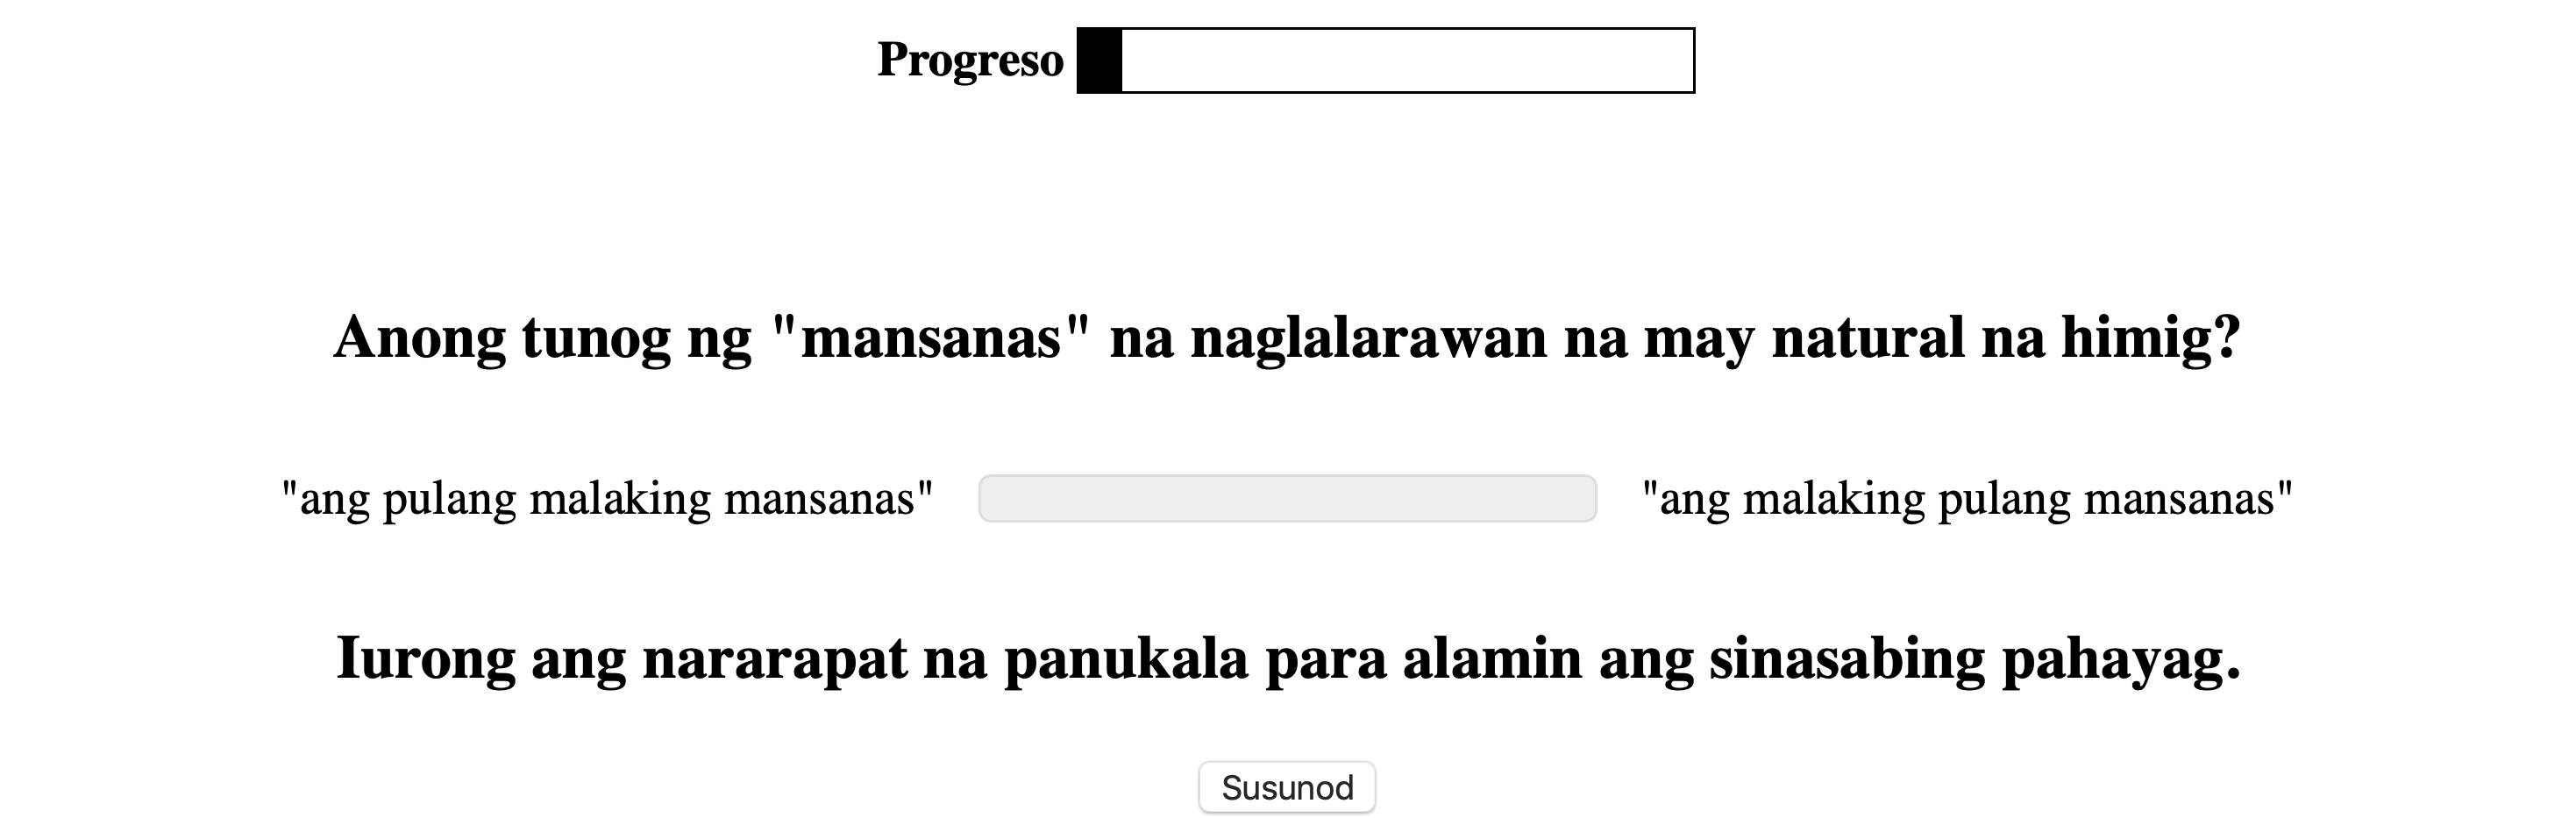 Progreso
Anong tunog ng "mansanas" na naglalarawan na may natural na himig?
"ang pulang malaking mansanas" "ang malaking pulang mansanas"
Iurong ang nararapat na panukala para alamin ang sinasabing pahayag.
Susunod